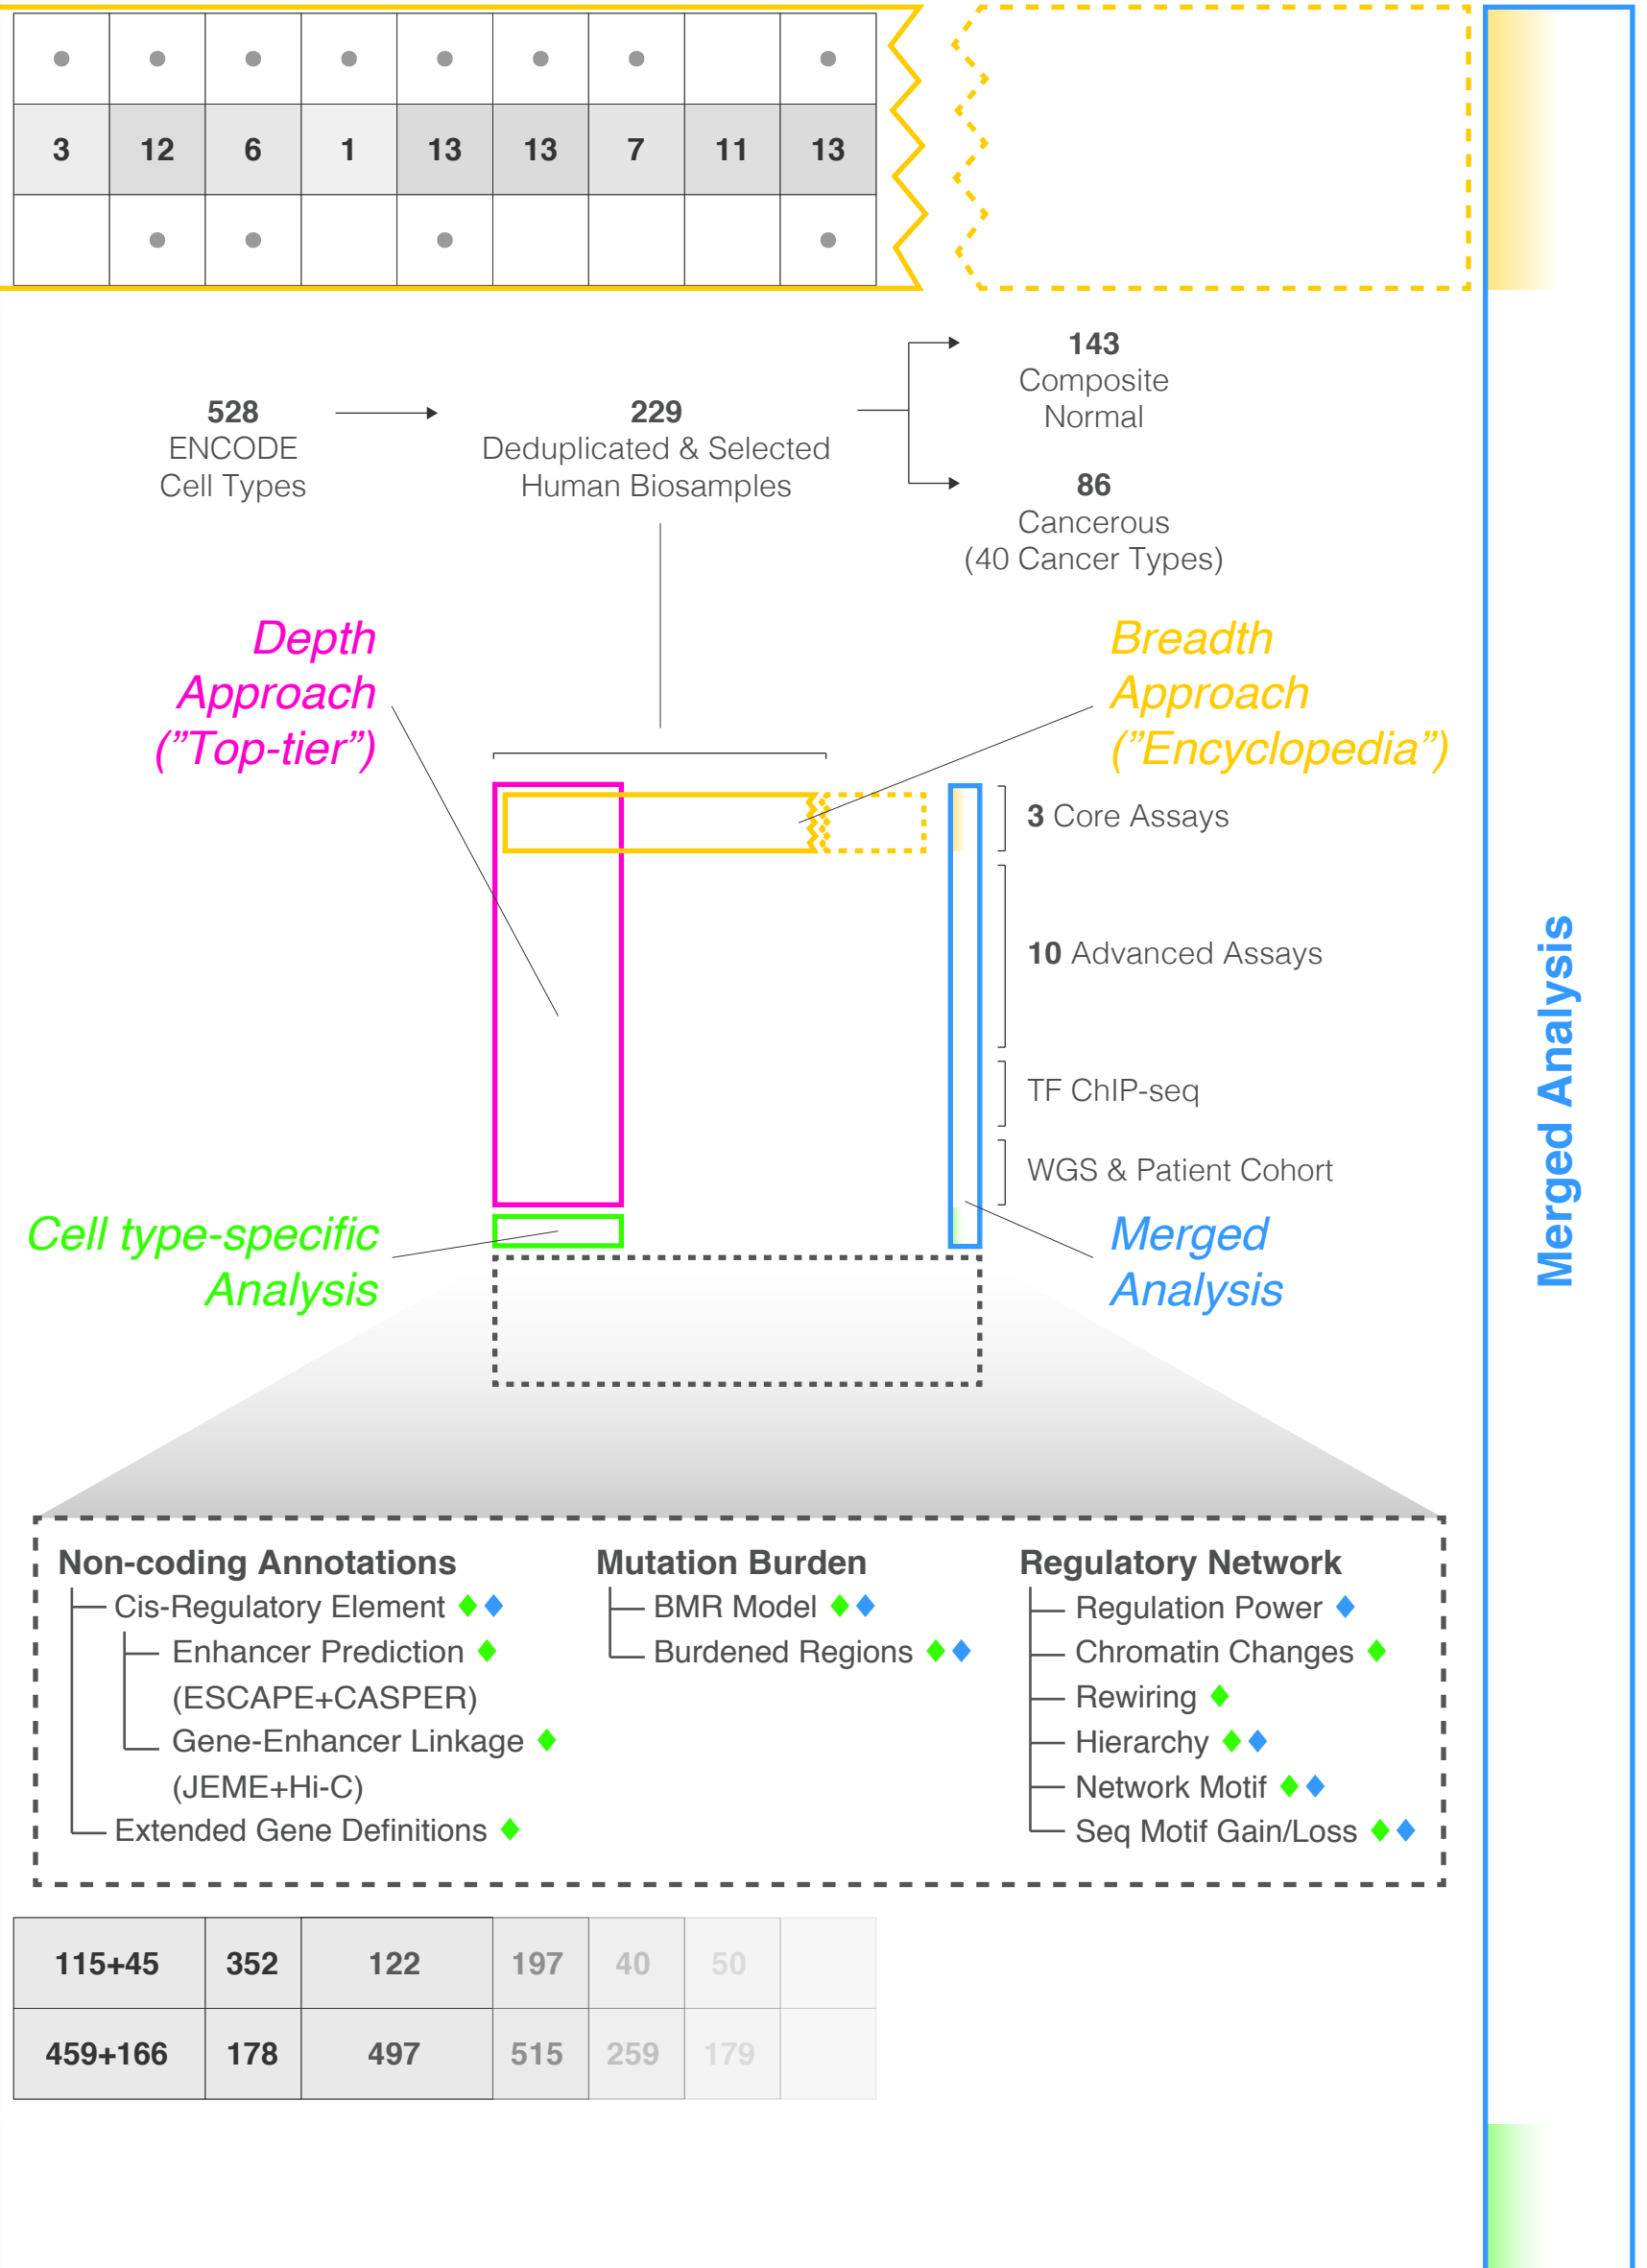 3 12 6 1 13 13 7 11 13
528
ENCODE
Cell Types
229
Deduplicated & Selected
Human Biosamples
143
Composite
Normal
86
Cancerous
(40 Cancer Types)
Depth
Approach
("Top-tier")
Breadth
Approach
("Encyclopedia")
3 Core Assays
10 Advanced Assays
TF ChIP-seq
WGS & Patient Cohort
Cell type-specific
Analysis
Merged
Analysis
Merged Analysis
Non-coding Annotations
Cis-Regulatory Element
Enhancer Prediction
(ESCAPE+CASPER)
Gene-Enhancer Linkage
(JEME+Hi-C)
Extended Gene Definitions
Mutation Burden
BMR Model
Burdened Regions
Regulatory Network
Regulation Power
Chromatin Changes
Rewiring
Hierarchy
Network Motif
Seq Motif Gain/Loss
115+45 352 122 197 40 50
459+166 178 497 515 259 179